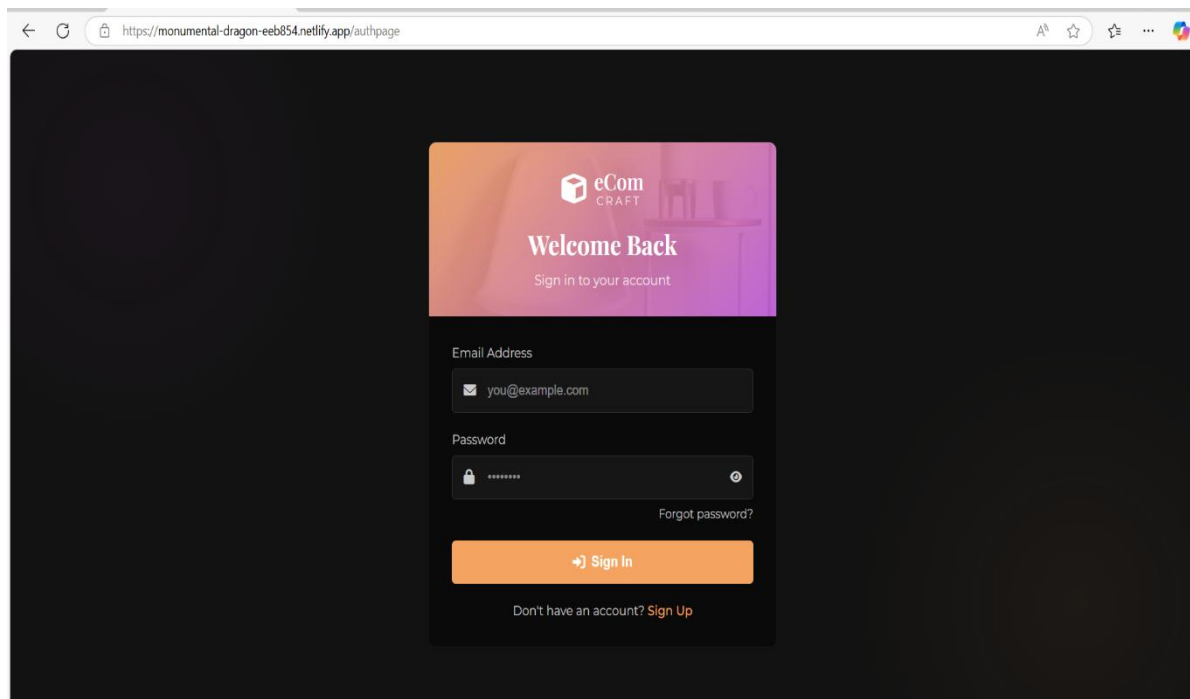 https://monumental-dragon-eeb854.netlify.app/authpage
eCom
CRAFT
Welcome Back
Sign in to your account
Email Address
you@example.com
Password
••••••••
Forgot password?
Sign In
Don't have an account? Sign Up